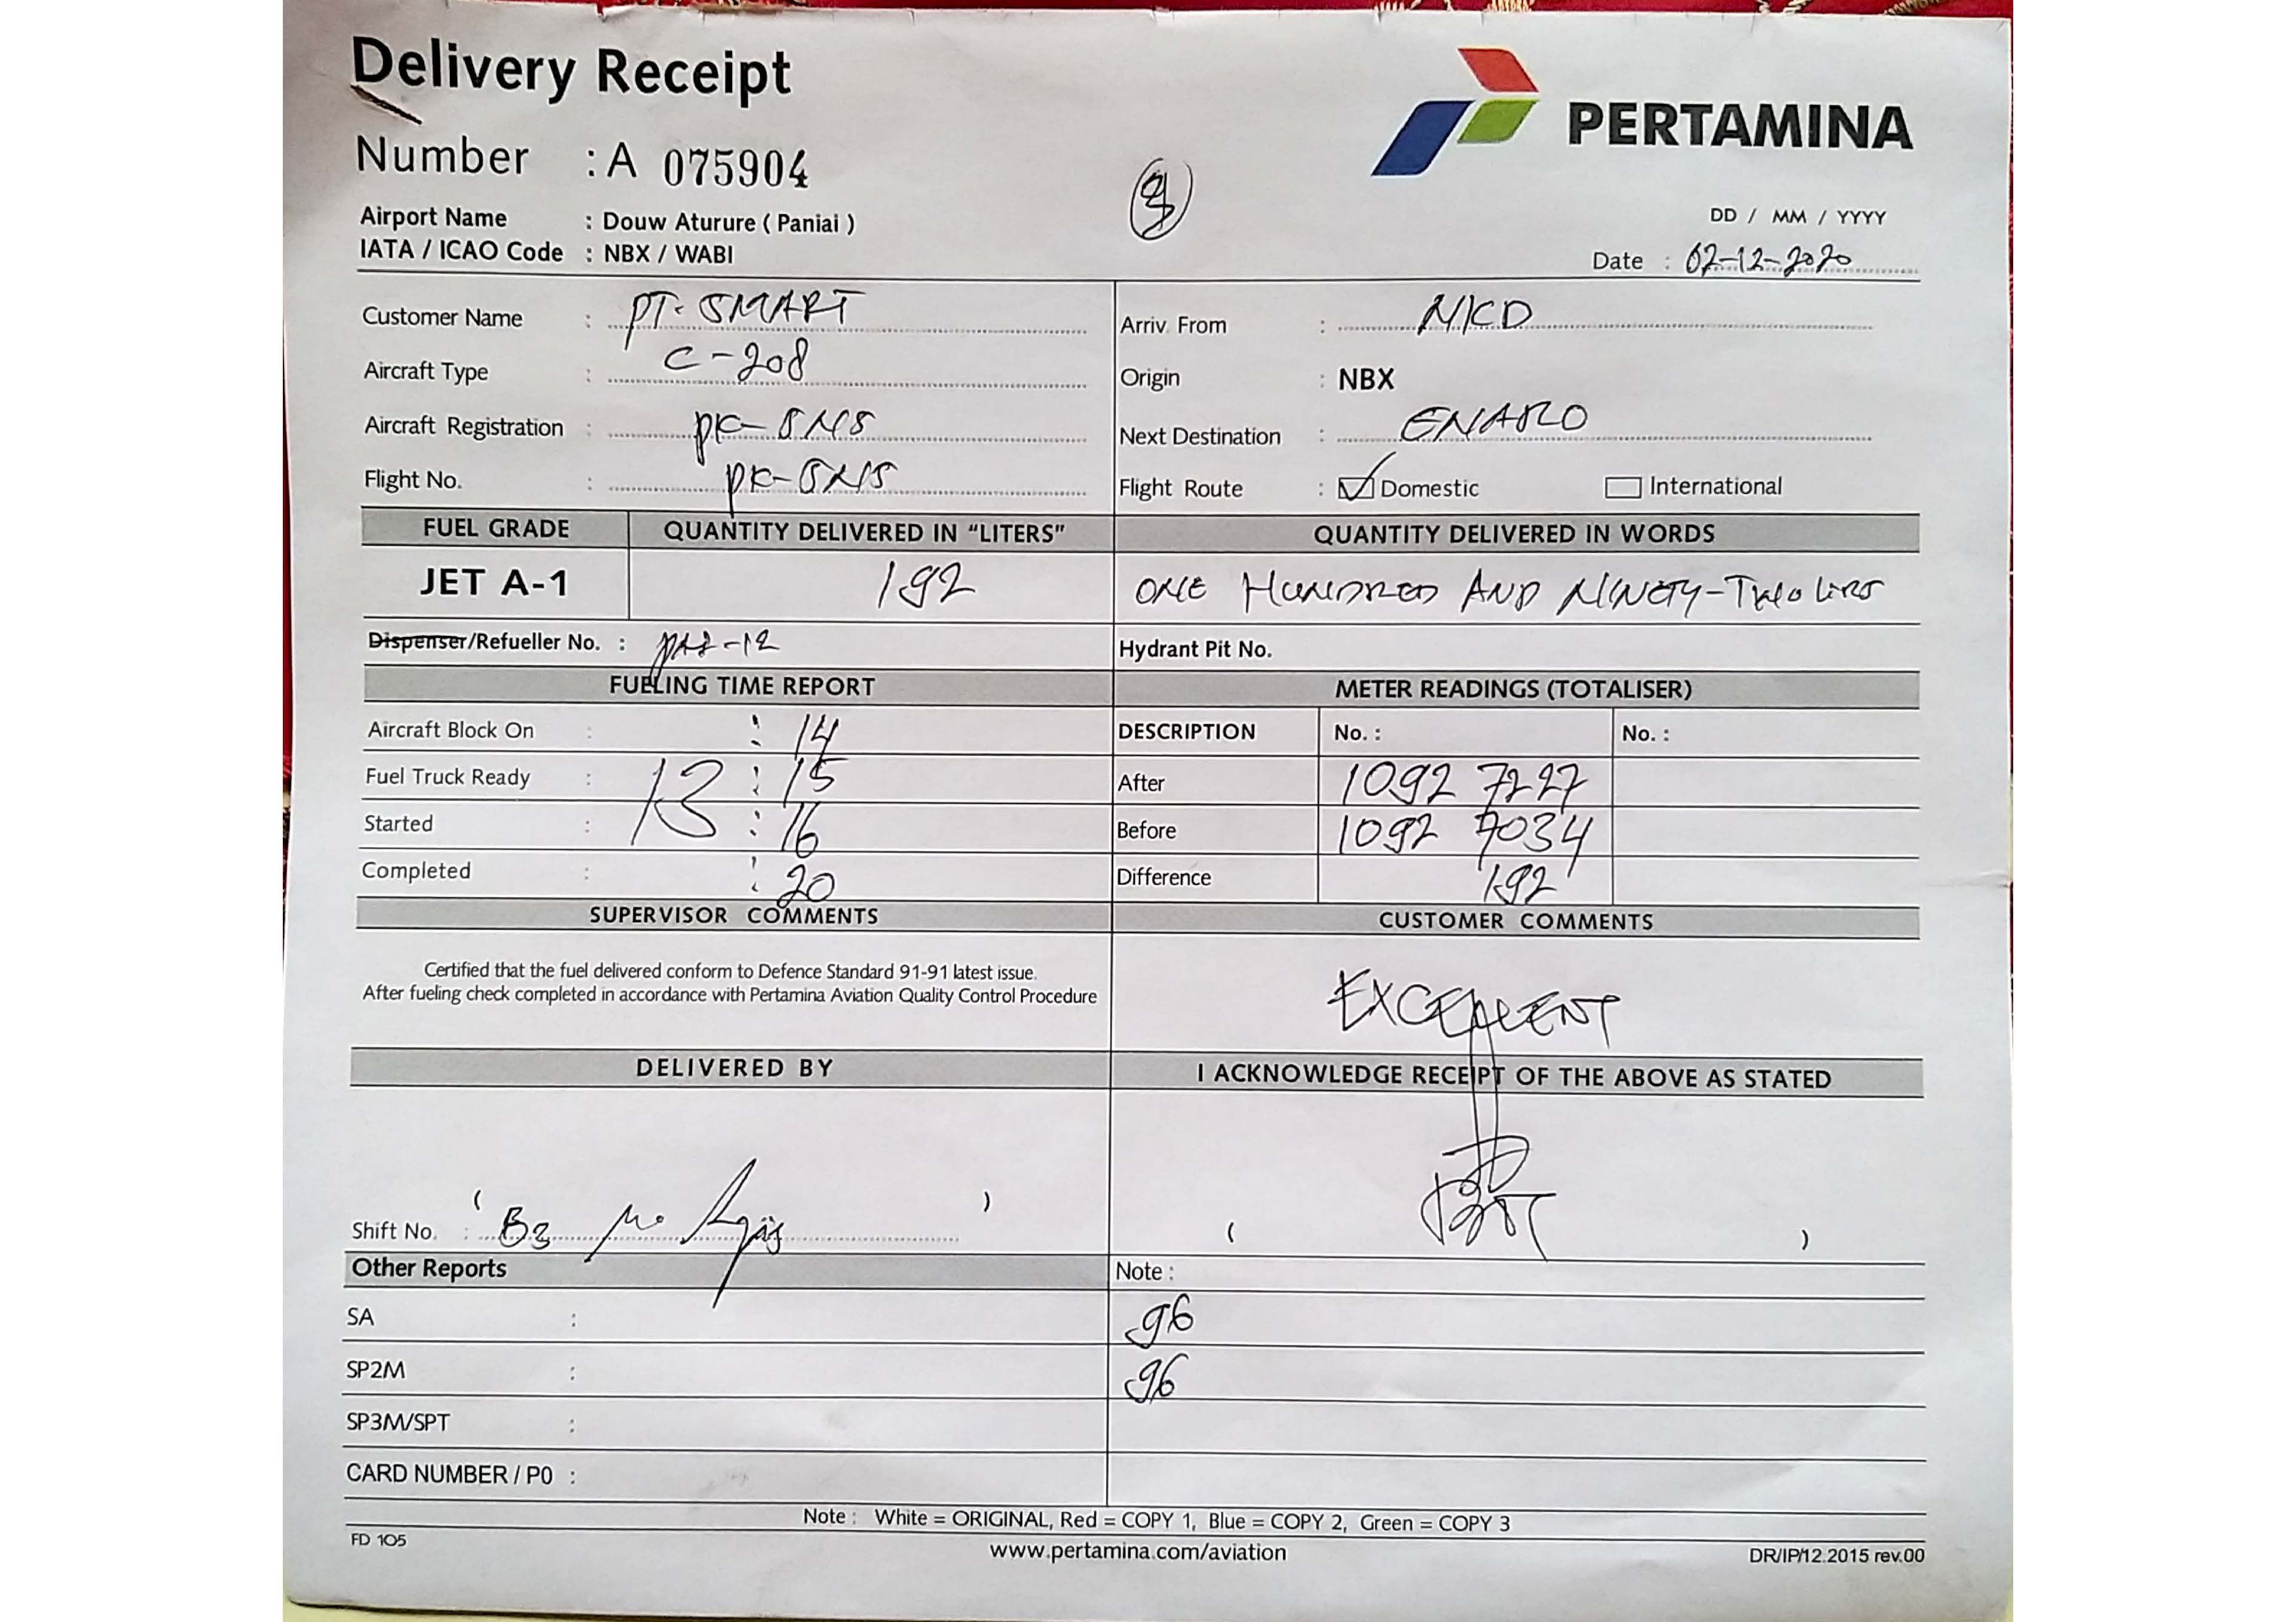 Delivery Receipt
PERTAMINA
Number : A 075904
Airport Name : Douw Aturure ( Paniai )
DD / MM / YYYY
IATA / ICAO Code : NBX / WABI
Date : 02-12-2020
Customer Name : PT. SMART
Arriv. From :
Aircraft Type : C-208
Origin : NBX
Aircraft Registration : PK-SNS
Next Destination : ENARO
Flight No. : PK-SNS
Flight Route : Domestic International
FUEL GRADE QUANTITY DELIVERED IN "LITERS" QUANTITY DELIVERED IN WORDS
JET A-1 192 ONE HUNDRED AND NINETY-TWO
Dispenser/Refueller No. :
Hydrant Pit No.
FUELING TIME REPORT METER READINGS (TOTALISER)
Aircraft Block On : : 14
DESCRIPTION No. : No. :
Fuel Truck Ready : 13 : 15
After 1092 7227
Started : : 16
Before 1092 7034
Completed : : 20
Difference 192
SUPERVISOR COMMENTS CUSTOMER COMMENTS
Certified that the fuel delivered conform to Defence Standard 91-91 latest issue.
After fueling check completed in accordance with Pertamina Aviation Quality Control Procedure
EXCELLENT
DELIVERED BY I ACKNOWLEDGE RECEIPT OF THE ABOVE AS STATED
( )
Shift No. : B3
( )
Other Reports Note :
SA : 96
SP2M : 96
SP3M/SPT :
CARD NUMBER / P0 :
Note : White = ORIGINAL, Red = COPY 1, Blue = COPY 2, Green = COPY 3
FD 105
www.pertamina.com/aviation
DR/IP/12.2015 rev.00